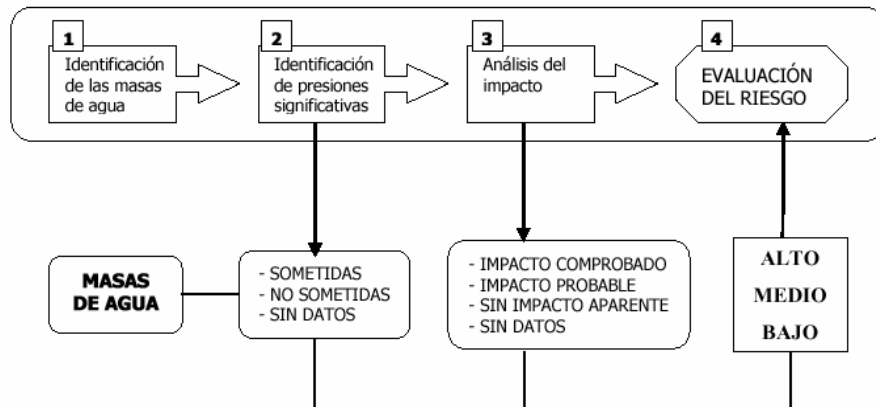 1
Identificación
de las masas
de agua
2
Identificación
de presiones
significativas
3
Análisis del
impacto
4
EVALUACIÓN
DEL RIESGO
MASAS
DE AGUA
- SOMETIDAS
- NO SOMETIDAS
- SIN DATOS
- IMPACTO COMPROBADO
- IMPACTO PROBABLE
- SIN IMPACTO APARENTE
- SIN DATOS
ALTO
MEDIO
BAJO